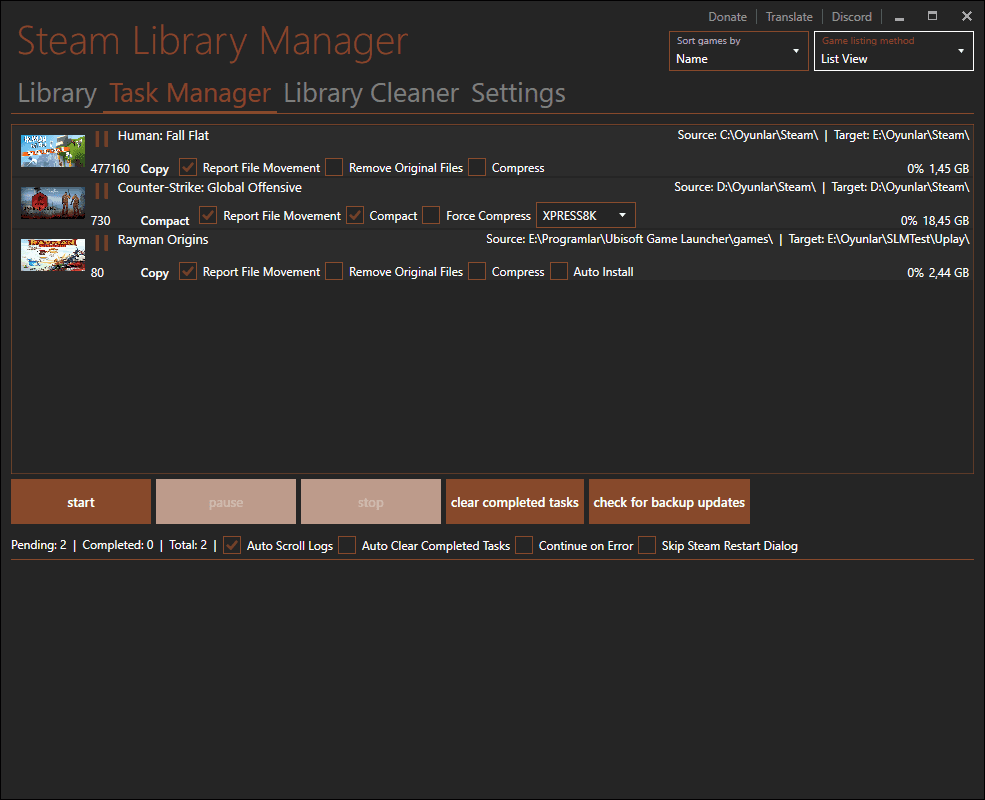 Donate | Translate | Discord
Steam Library Manager
Sort games by
Name
Game listing method
List View
Library Task Manager Library Cleaner Settings
Human: Fall Flat Source: C:\Oyunlar\Steam\ | Target: E:\Oyunlar\Steam\
477160 Copy Report File Movement Remove Original Files Compress 0% 1,45 GB
Counter-Strike: Global Offensive Source: D:\Oyunlar\Steam\ | Target: D:\Oyunlar\Steam\
730 Compact Report File Movement Compact Force Compress XPRESS8K 0% 18,45 GB
Rayman Origins Source: E:\Programlar\Ubisoft Game Launcher\games\ | Target: E:\Oyunlar\SLMTest\Uplay\
80 Copy Report File Movement Remove Original Files Compress Auto Install 0% 2,44 GB
start pause stop clear completed tasks check for backup updates
Pending: 2 | Completed: 0 | Total: 2 | Auto Scroll Logs Auto Clear Completed Tasks Continue on Error Skip Steam Restart Dialog